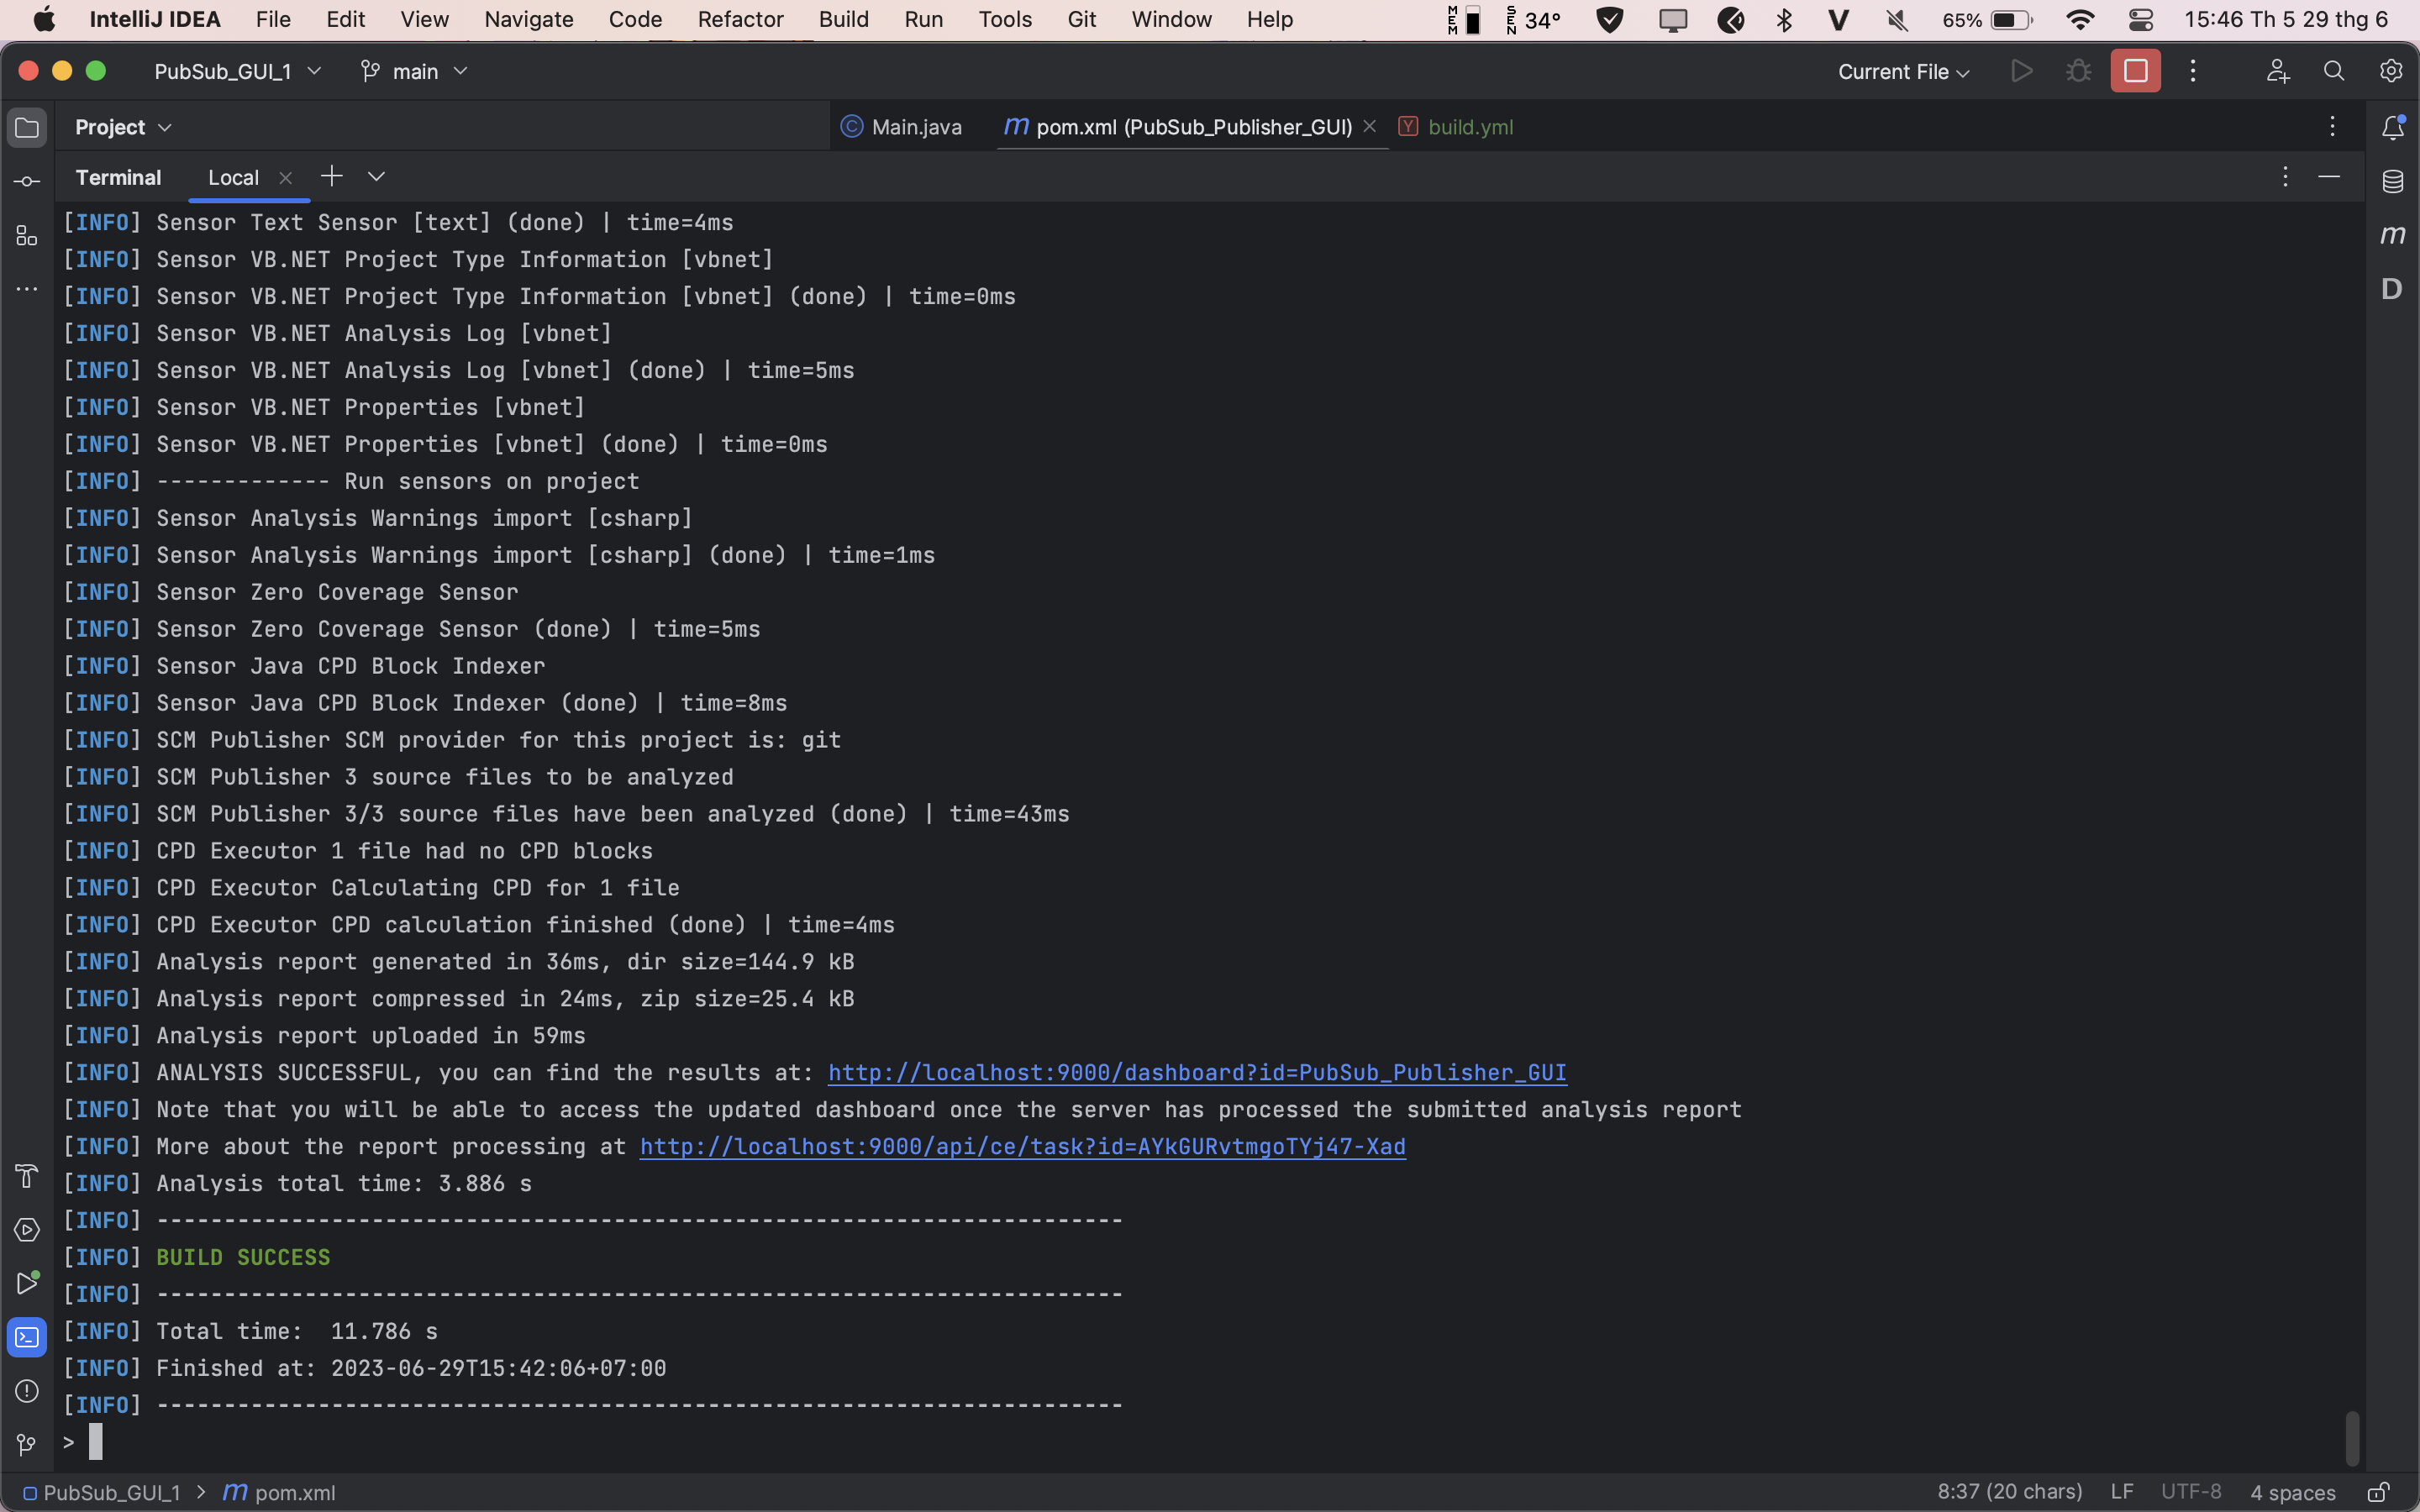 IntelliJ IDEA File Edit View Navigate Code Refactor Build Run Tools Git Window Help MEM SEN 34° V 65% 15:46 Th 5 29 thg 6
PubSub_GUI_1 main Current File
Project Main.java m pom.xml (PubSub_Publisher_GUI) Y build.yml
Terminal Local
[INFO] Sensor Text Sensor [text] (done) | time=4ms
[INFO] Sensor VB.NET Project Type Information [vbnet]
[INFO] Sensor VB.NET Project Type Information [vbnet] (done) | time=0ms
[INFO] Sensor VB.NET Analysis Log [vbnet]
[INFO] Sensor VB.NET Analysis Log [vbnet] (done) | time=5ms
[INFO] Sensor VB.NET Properties [vbnet]
[INFO] Sensor VB.NET Properties [vbnet] (done) | time=0ms
[INFO] ------------- Run sensors on project
[INFO] Sensor Analysis Warnings import [csharp]
[INFO] Sensor Analysis Warnings import [csharp] (done) | time=1ms
[INFO] Sensor Zero Coverage Sensor
[INFO] Sensor Zero Coverage Sensor (done) | time=5ms
[INFO] Sensor Java CPD Block Indexer
[INFO] Sensor Java CPD Block Indexer (done) | time=8ms
[INFO] SCM Publisher SCM provider for this project is: git
[INFO] SCM Publisher 3 source files to be analyzed
[INFO] SCM Publisher 3/3 source files have been analyzed (done) | time=43ms
[INFO] CPD Executor 1 file had no CPD blocks
[INFO] CPD Executor Calculating CPD for 1 file
[INFO] CPD Executor CPD calculation finished (done) | time=4ms
[INFO] Analysis report generated in 36ms, dir size=144.9 kB
[INFO] Analysis report compressed in 24ms, zip size=25.4 kB
[INFO] Analysis report uploaded in 59ms
[INFO] ANALYSIS SUCCESSFUL, you can find the results at: http://localhost:9000/dashboard?id=PubSub_Publisher_GUI
[INFO] Note that you will be able to access the updated dashboard once the server has processed the submitted analysis report
[INFO] More about the report processing at http://localhost:9000/api/ce/task?id=AYkGURvtmgoTYj47-Xad
[INFO] Analysis total time: 3.886 s
[INFO] ------------------------------------------------------------------------
[INFO] BUILD SUCCESS
[INFO] ------------------------------------------------------------------------
[INFO] Total time:  11.786 s
[INFO] Finished at: 2023-06-29T15:42:06+07:00
[INFO] ------------------------------------------------------------------------
>
PubSub_GUI_1 > m pom.xml 8:37 (20 chars) LF UTF-8 4 spaces